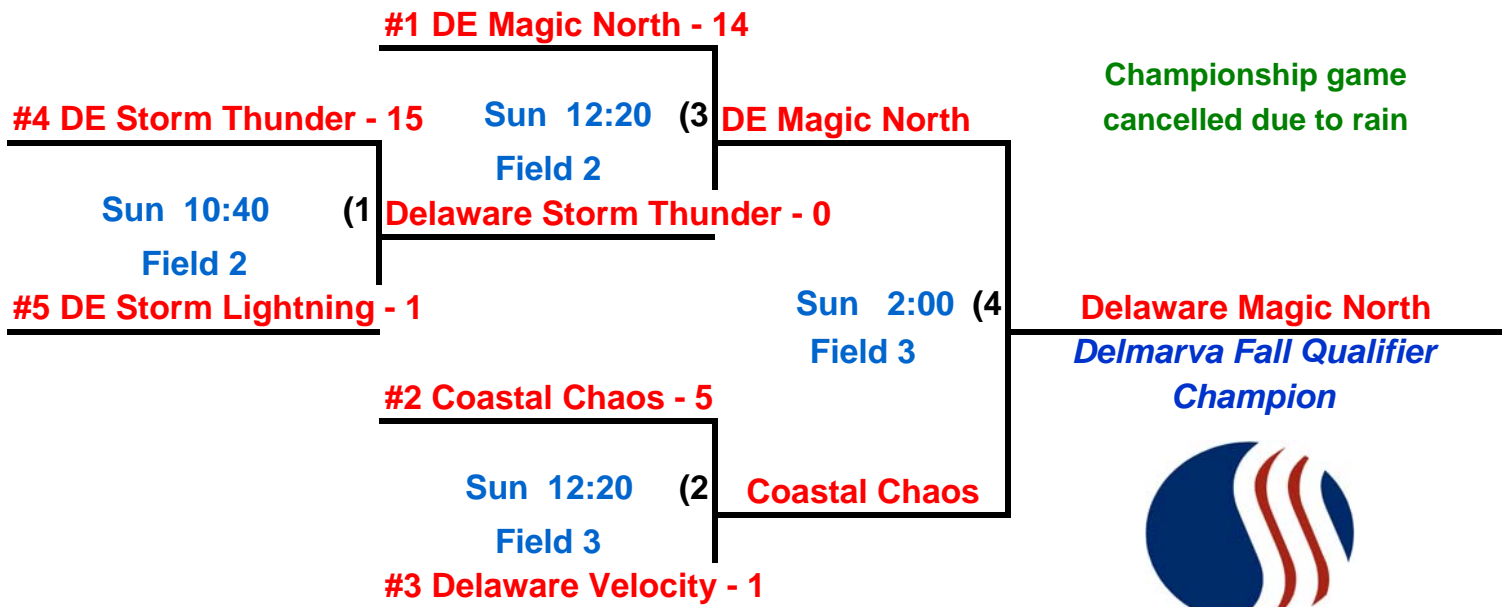 #1 DE Magic North - 14
Championship game
cancelled due to rain
#4 DE Storm Thunder - 15
Sun 12:20 (3
DE Magic North
Field 2
Sun 10:40 (1
Delaware Storm Thunder - 0
Field 2
#5 DE Storm Lightning - 1
Sun 2:00 (4
Delaware Magic North
Field 3
Delmarva Fall Qualifier
Champion
#2 Coastal Chaos - 5
Sun 12:20 (2
Coastal Chaos
Field 3
#3 Delaware Velocity - 1